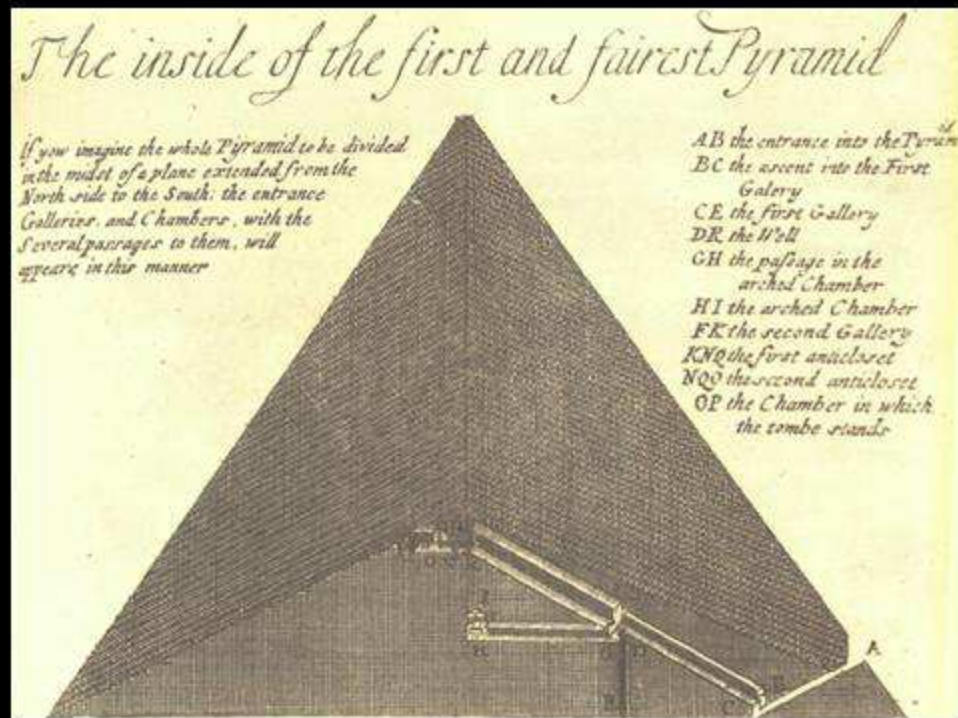 The inside of the first and fairest Pyramid
If yow imagine the whole Pyramid to be divided
in the midst of a plane extended from the
North side to the South: the entrance
Galleries, and Chambers, with the
Severall passages to them, will
appeare in this manner
AB the entrance into the Pyramid
BC the ascent into the First
Galery
CE the first Gallery
DR the Well
GH the passage in the
arched Chamber
HI the arched Chamber
FK the second Gallery
KNQ the first anticloset
NQO the second anticloset
OP the Chamber in which
the tombe stands
A
I
H
B
C